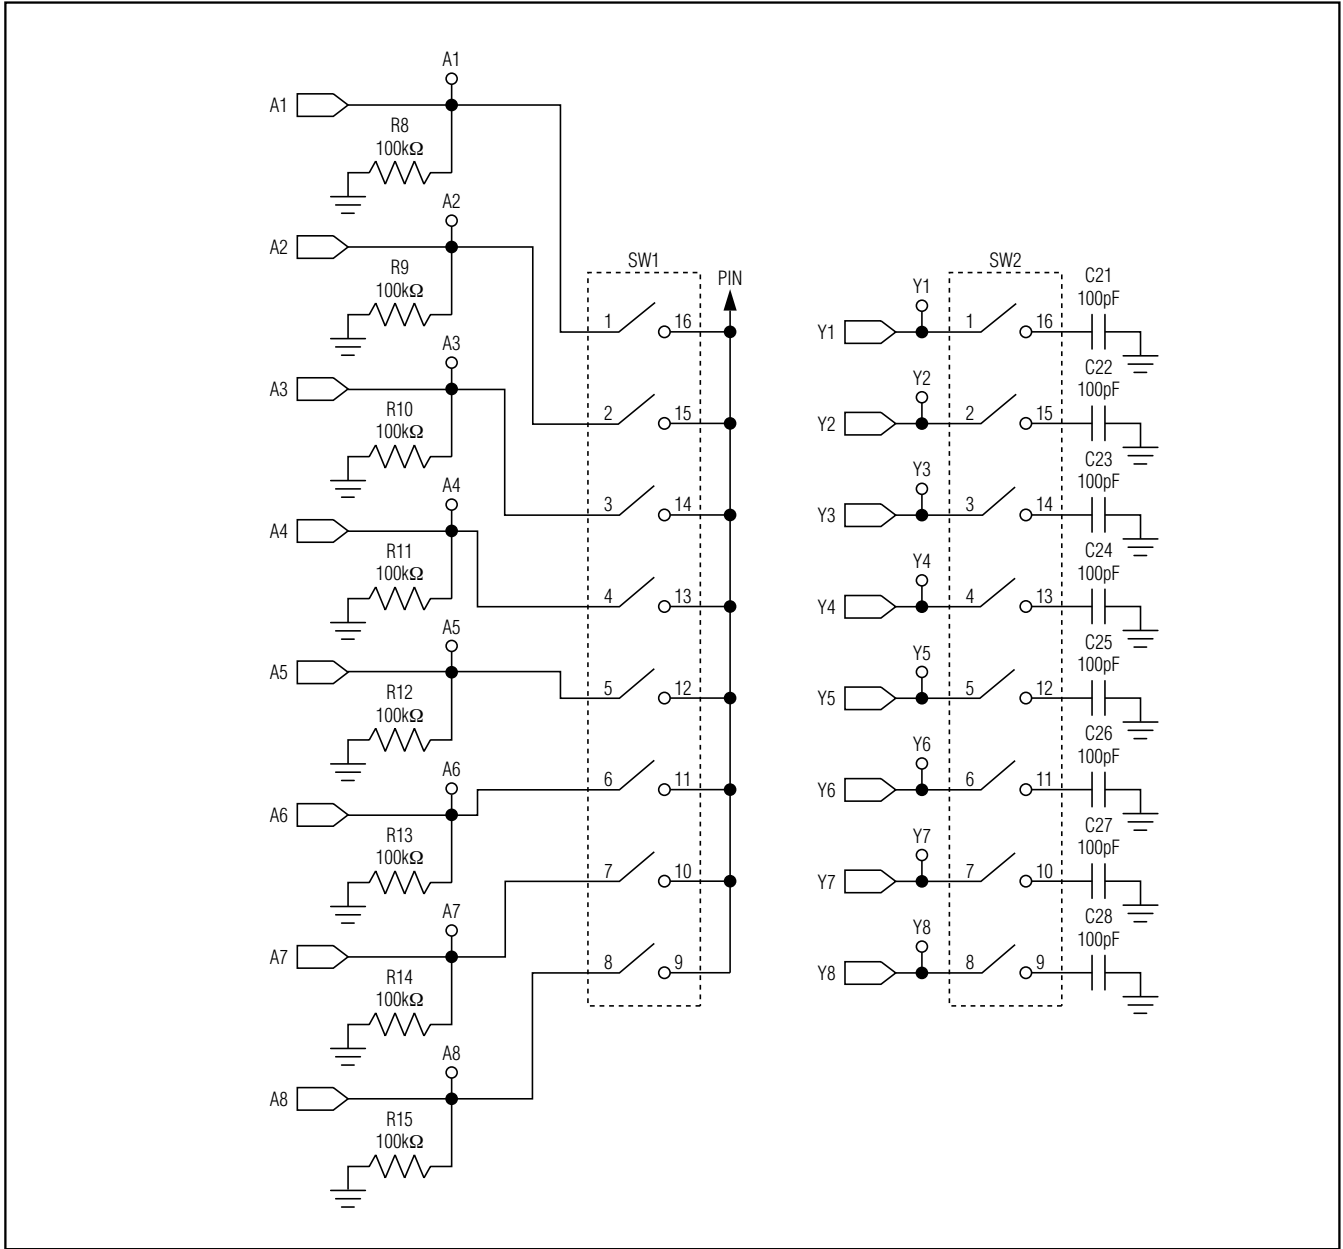 A1
A1
R8
100kΩ
A2
A2
R9
100kΩ
A3
A3
R10
100kΩ
A4
A4
R11
100kΩ
A5
A5
R12
100kΩ
A6
A6
R13
100kΩ
A7
A7
R14
100kΩ
A8
A8
R15
100kΩ
SW1
PIN
1 16
2 15
3 14
4 13
5 12
6 11
7 10
8 9
SW2
Y1
Y1 1 16
C21
100pF
Y2
Y2 2 15
C22
100pF
Y3
Y3 3 14
C23
100pF
Y4
Y4 4 13
C24
100pF
Y5
Y5 5 12
C25
100pF
Y6
Y6 6 11
C26
100pF
Y7
Y7 7 10
C27
100pF
Y8
Y8 8 9
C28
100pF